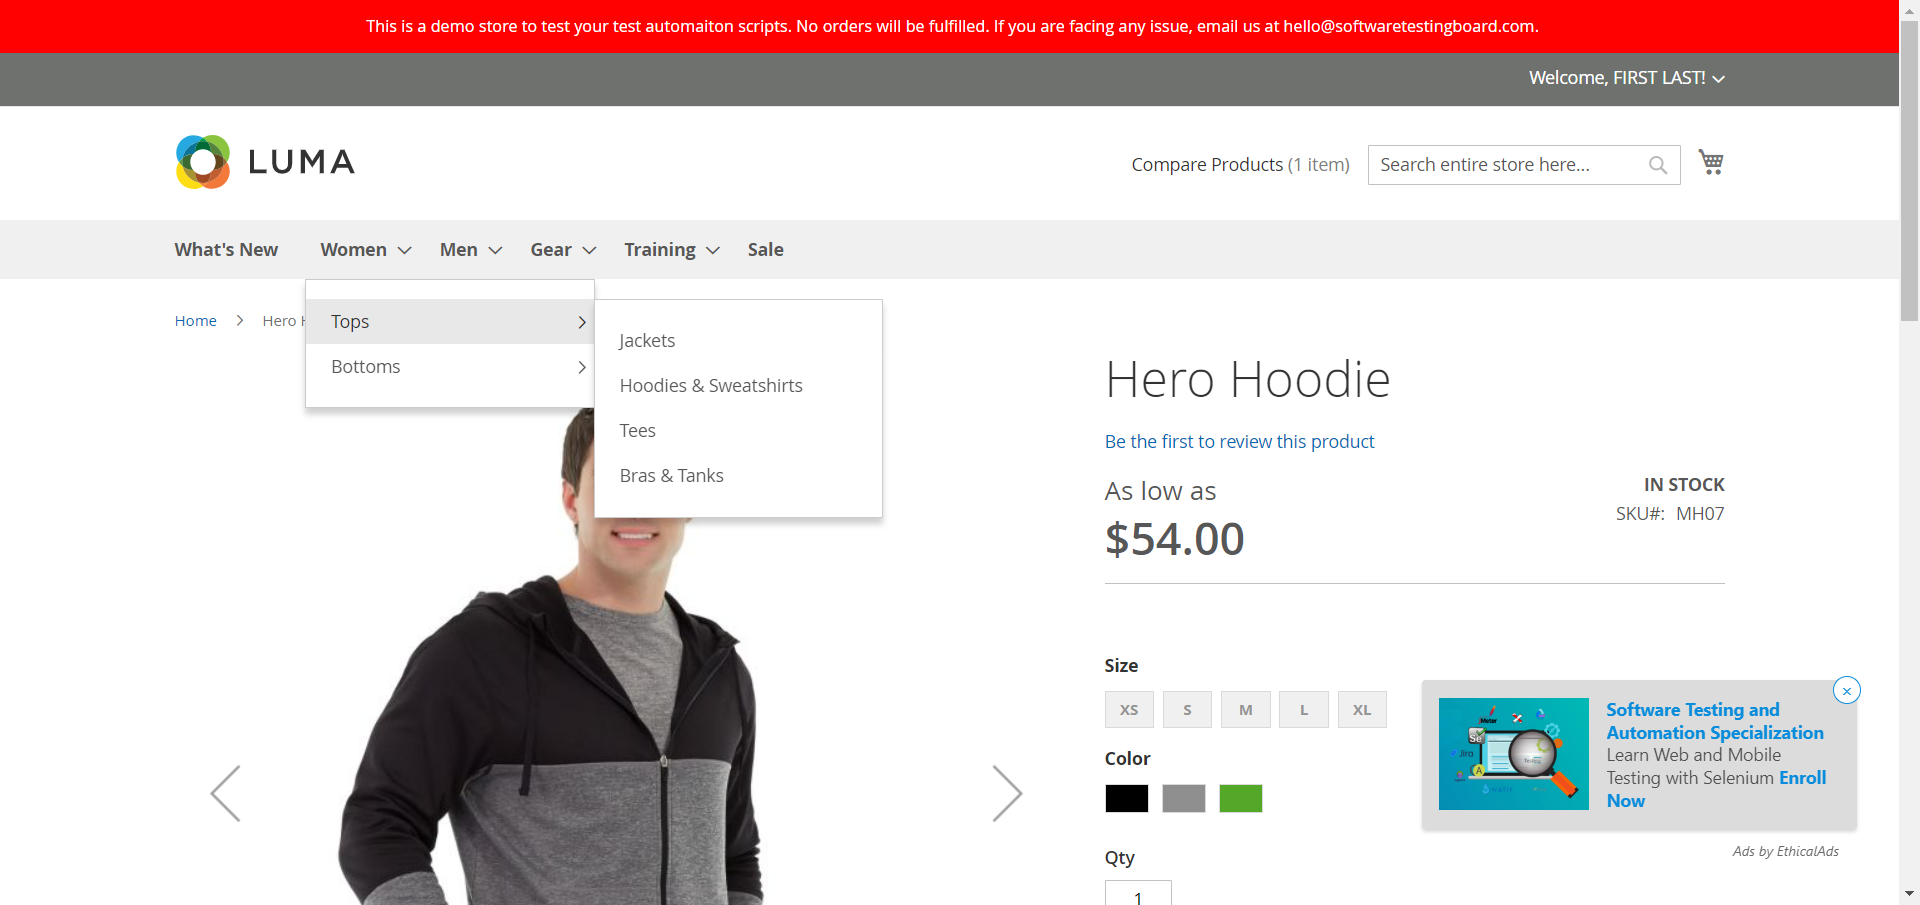 This is a demo store to test your test automaiton scripts. No orders will be fulfilled. If you are facing any issue, email us at hello@softwaretestingboard.com.
Welcome, FIRST LAST!
LUMA
Compare Products (1 item)
Search entire store here...
What's New Women Men Gear Training Sale
Home Hero
Tops
Bottoms
Jackets
Hoodies & Sweatshirts
Tees
Bras & Tanks
Hero Hoodie
Be the first to review this product
As low as
$54.00
IN STOCK
SKU#: MH07
Size
XS S M L XL
Color
Qty
1
Software Testing and
Automation Specialization
Learn Web and Mobile
Testing with Selenium Enroll
Now
Ads by EthicalAds